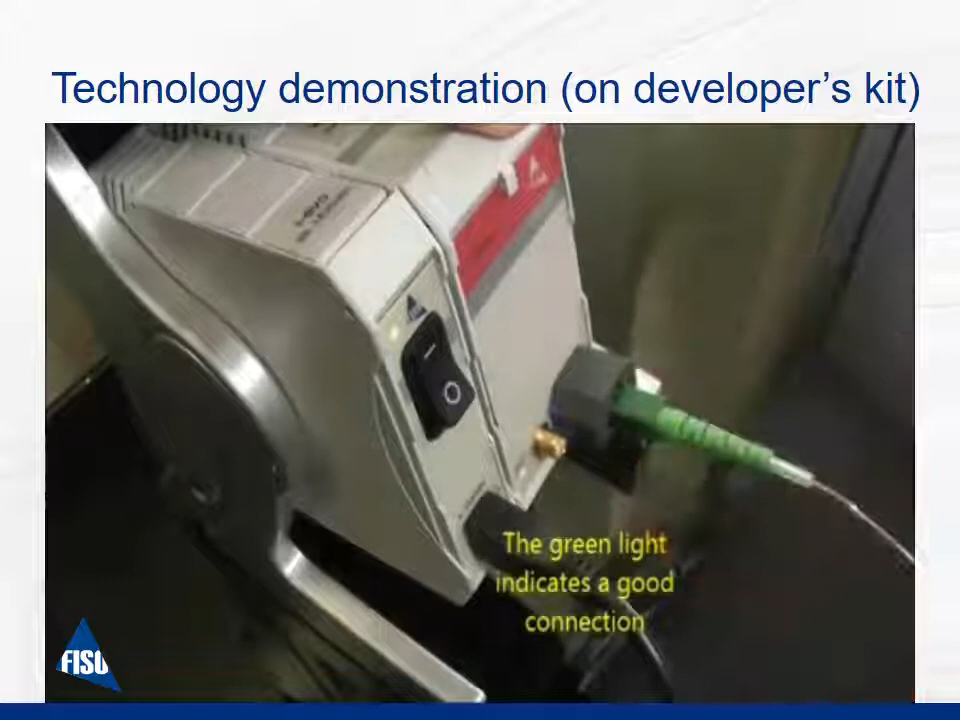 Technology demonstration (on developer's kit)
The green light
indicates a good
connection
FISO